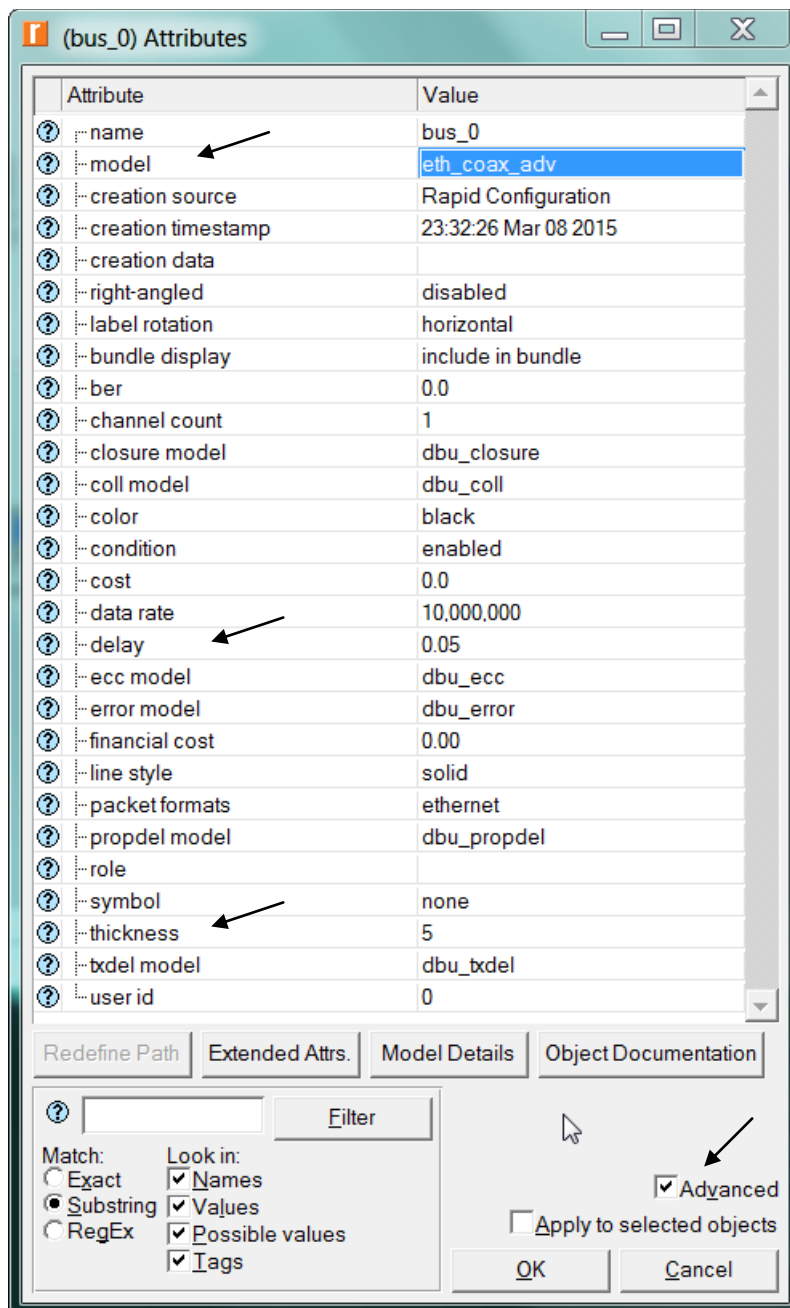 (bus_0) Attributes
Attribute Value
name bus_0
model eth_coax_adv
creation source Rapid Configuration
creation timestamp 23:32:26 Mar 08 2015
creation data
right-angled disabled
label rotation horizontal
bundle display include in bundle
ber 0.0
channel count 1
closure model dbu_closure
coll model dbu_coll
color black
condition enabled
cost 0.0
data rate 10,000,000
delay 0.05
ecc model dbu_ecc
error model dbu_error
financial cost 0.00
line style solid
packet formats ethernet
propdel model dbu_propdel
role
symbol none
thickness 5
txdel model dbu_txdel
user id 0
Redefine Path Extended Attrs. Model Details Object Documentation
Filter
Match: Look in:
Exact Names
Substring Values
RegEx Possible values
Tags
Advanced
Apply to selected objects
OK Cancel